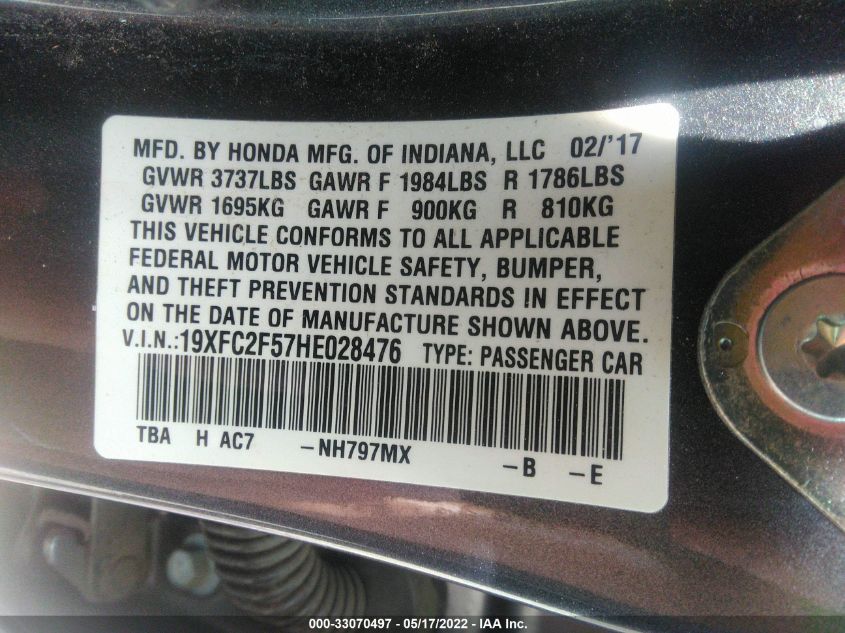 MFD. BY HONDA MFG. OF INDIANA, LLC 02/'17
GVWR 3737LBS GAWR F 1984LBS R 1786LBS
GVWR 1695KG GAWR F 900KG R 810KG
THIS VEHICLE CONFORMS TO ALL APPLICABLE
FEDERAL MOTOR VEHICLE SAFETY, BUMPER,
AND THEFT PREVENTION STANDARDS IN EFFECT
ON THE DATE OF MANUFACTURE SHOWN ABOVE.
V.I.N.:19XFC2F57HE028476 TYPE: PASSENGER CAR
TBA H AC7 -NH797MX -B -E
000-33070497 - 05/17/2022 - IAA Inc.